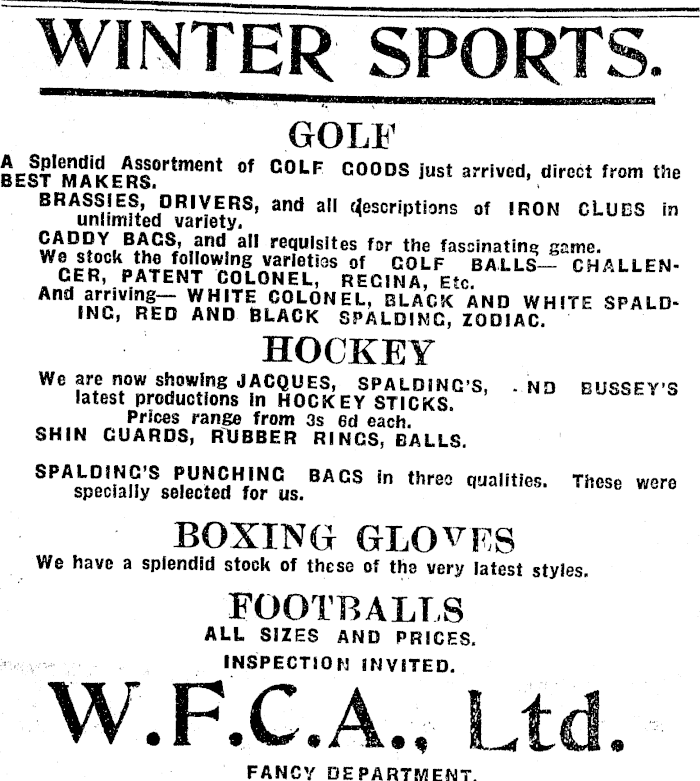 WINTER SPORTS.
GOLF
A Splendid Assortment of GOLF GOODS just arrived, direct from the
BEST MAKERS.
BRASSIES, DRIVERS, and all descriptions of IRON CLUBS in
unlimited variety.
CADDY BAGS, and all requisites for the fascinating game.
We stock the following varieties of GOLF BALLS— CHALLEN-
GER, PATENT COLONEL, REGINA, Etc.
And arriving— WHITE COLONEL, BLACK AND WHITE SPALD-
ING, RED AND BLACK SPALDING, ZODIAC.
HOCKEY
We are now showing JACQUES, SPALDING'S, ND BUSSEY'S
latest productions in HOCKEY STICKS.
Prices range from 3s 6d each.
SHIN GUARDS, RUBBER RINGS, BALLS.
SPALDING'S PUNCHING BAGS in three qualities. These were
specially selected for us.
BOXING GLOVES
We have a splendid stock of these of the very latest styles.
FOOTBALLS
ALL SIZES AND PRICES.
INSPECTION INVITED.
W.F.C.A., Ltd.
FANCY DEPARTMENT.